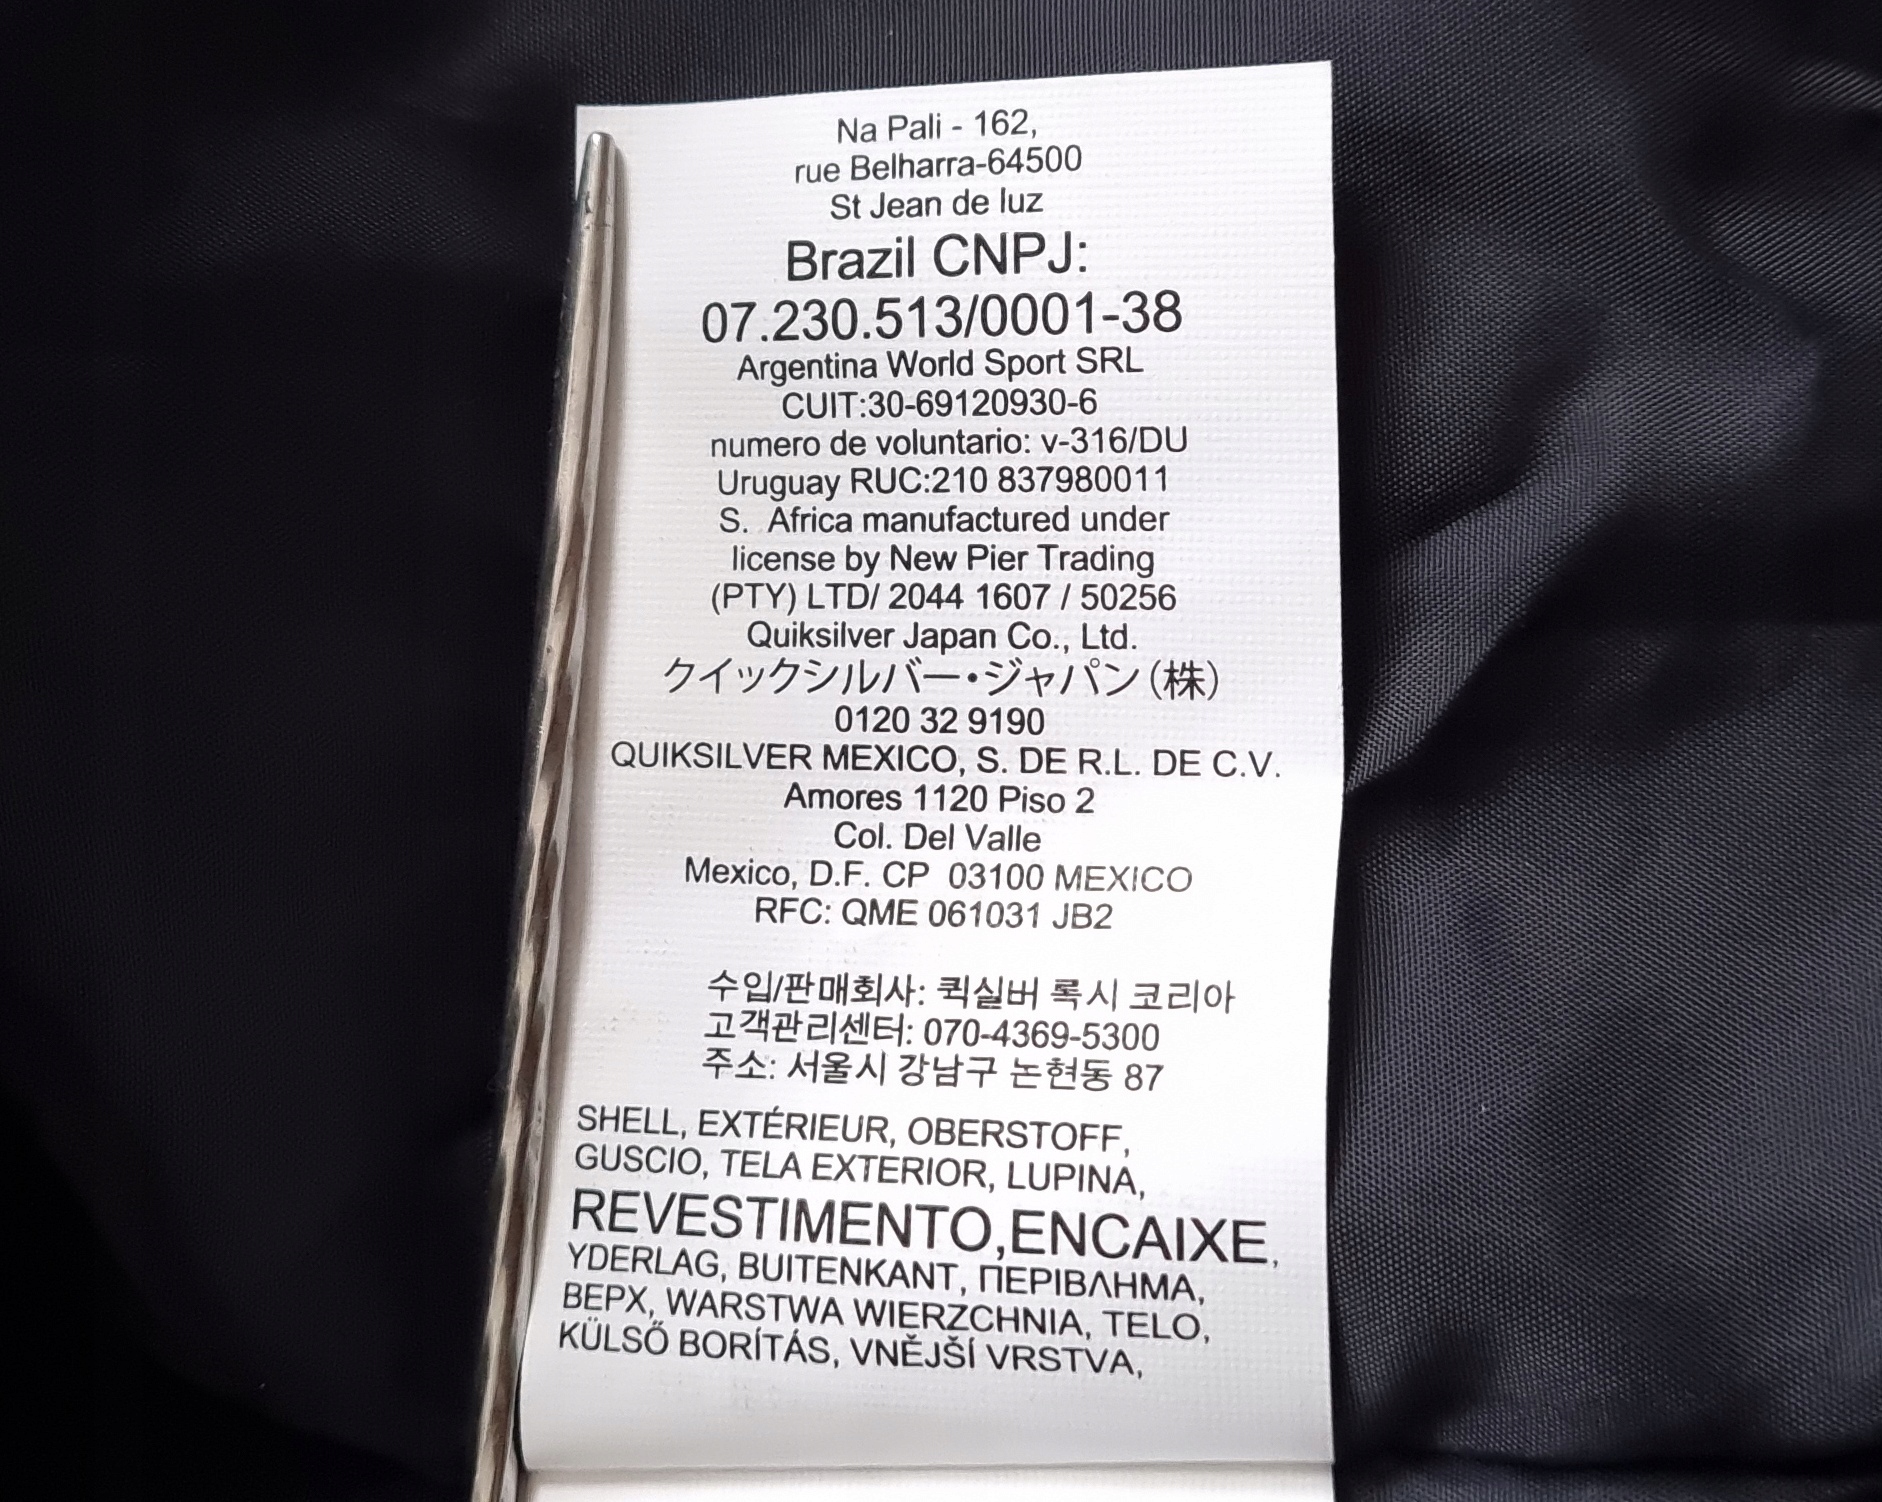 Na Pali - 162,
rue Belharra-64500
St Jean de luz
Brazil CNPJ:
07.230.513/0001-38
Argentina World Sport SRL
CUIT:30-69120930-6
numero de voluntario: v-316/DU
Uruguay RUC:210 837980011
S.  Africa manufactured under
license by New Pier Trading
(PTY) LTD/ 2044 1607 / 50256
Quiksilver Japan Co., Ltd.
クイックシルバー・ジャパン(株)
0120 32 9190
QUIKSILVER MEXICO, S. DE R.L. DE C.V.
Amores 1120 Piso 2
Col. Del Valle
Mexico, D.F. CP  03100 MEXICO
RFC: QME 061031 JB2
수입/판매회사: 퀵실버 록시 코리아
고객관리센터: 070-4369-5300
주소: 서울시 강남구 논현동 87
SHELL, EXTÉRIEUR, OBERSTOFF,
GUSCIO, TELA EXTERIOR, LUPINA,
REVESTIMENTO,ENCAIXE,
YDERLAG, BUITENKANT, ΠΕΡΙΒΛΗΜΑ,
ВЕРХ, WARSTWA WIERZCHNIA, TELO,
KÜLSŐ BORÍTÁS, VNĚJŠÍ VRSTVA,